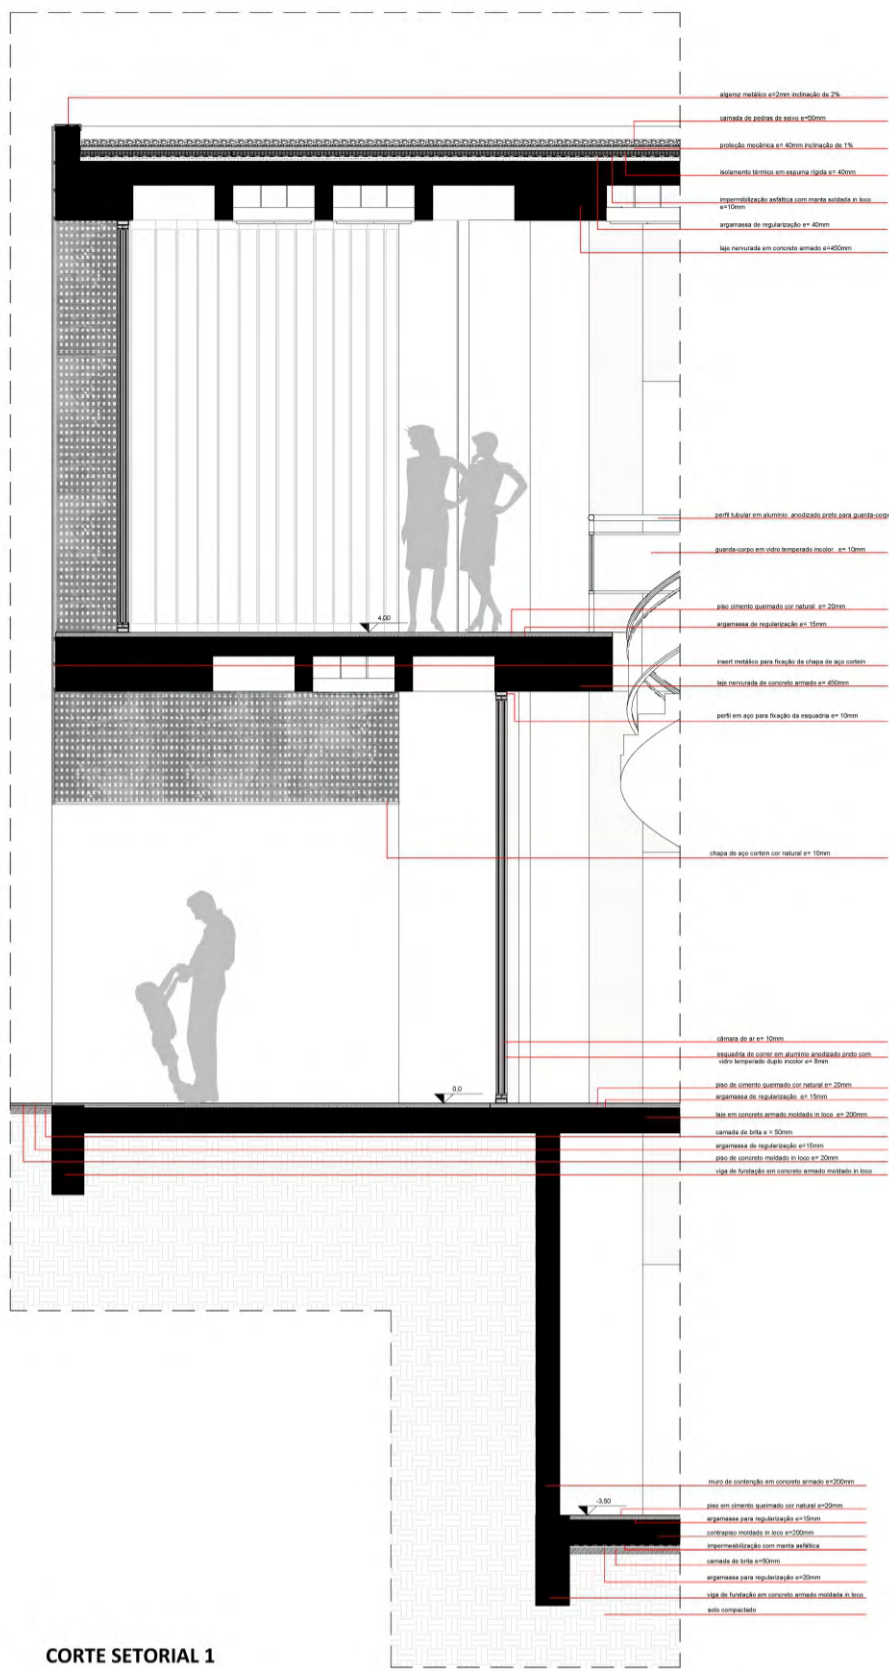 algeroz metálico e=2mm inclinação de 2%
camada de pedras de seixo e=50mm
proteção mecânica e= 40mm inclinação de 1%
isolamento térmico em espuma rígida e= 40mm
impermibilização asfáltica com manta soldada in loco
e=10mm
argamassa de regularização e= 40mm
laje nervurada em concreto armado e=450mm
perfil tubular em alumínio anodizado preto para guarda-corpo
guarda-corpo em vidro temperado incolor e= 10mm
4,00
piso cimento queimado cor natural e= 20mm
argamassa de regularização e= 15mm
insert metálico para fixação da chapa de aço cortein
laje nervurada de concreto armado e= 450mm
perfil em aço para fixação da esquadria e= 10mm
chapa de aço cortein cor natural e= 10mm
câmara de ar e= 10mm
esquadria de correr em alumínio anodizado preto com
vidro temperado duplo incolor e= 8mm
0,0
piso de cimento queimado cor natural e= 20mm
argamassa de regularização e= 15mm
laje em concreto armado moldado in loco e= 200mm
camada de brita e = 50mm
argamassa de regularização e=15mm
piso de concreto moldado in loco e= 20mm
viga de fundação em concreto armado moldado in loco
muro de contenção em concreto armado e=200mm
-3,50
piso em cimento queimado cor natural e=20mm
argamassa para regularização e=15mm
contrapiso moldado in loco e=200mm
impermeabilização com manta asfática
camada de brita e=50mm
argamassa para regularização e=20mm
viga de fundação em concreto armado moldada in loco
solo compactado
CORTE SETORIAL 1